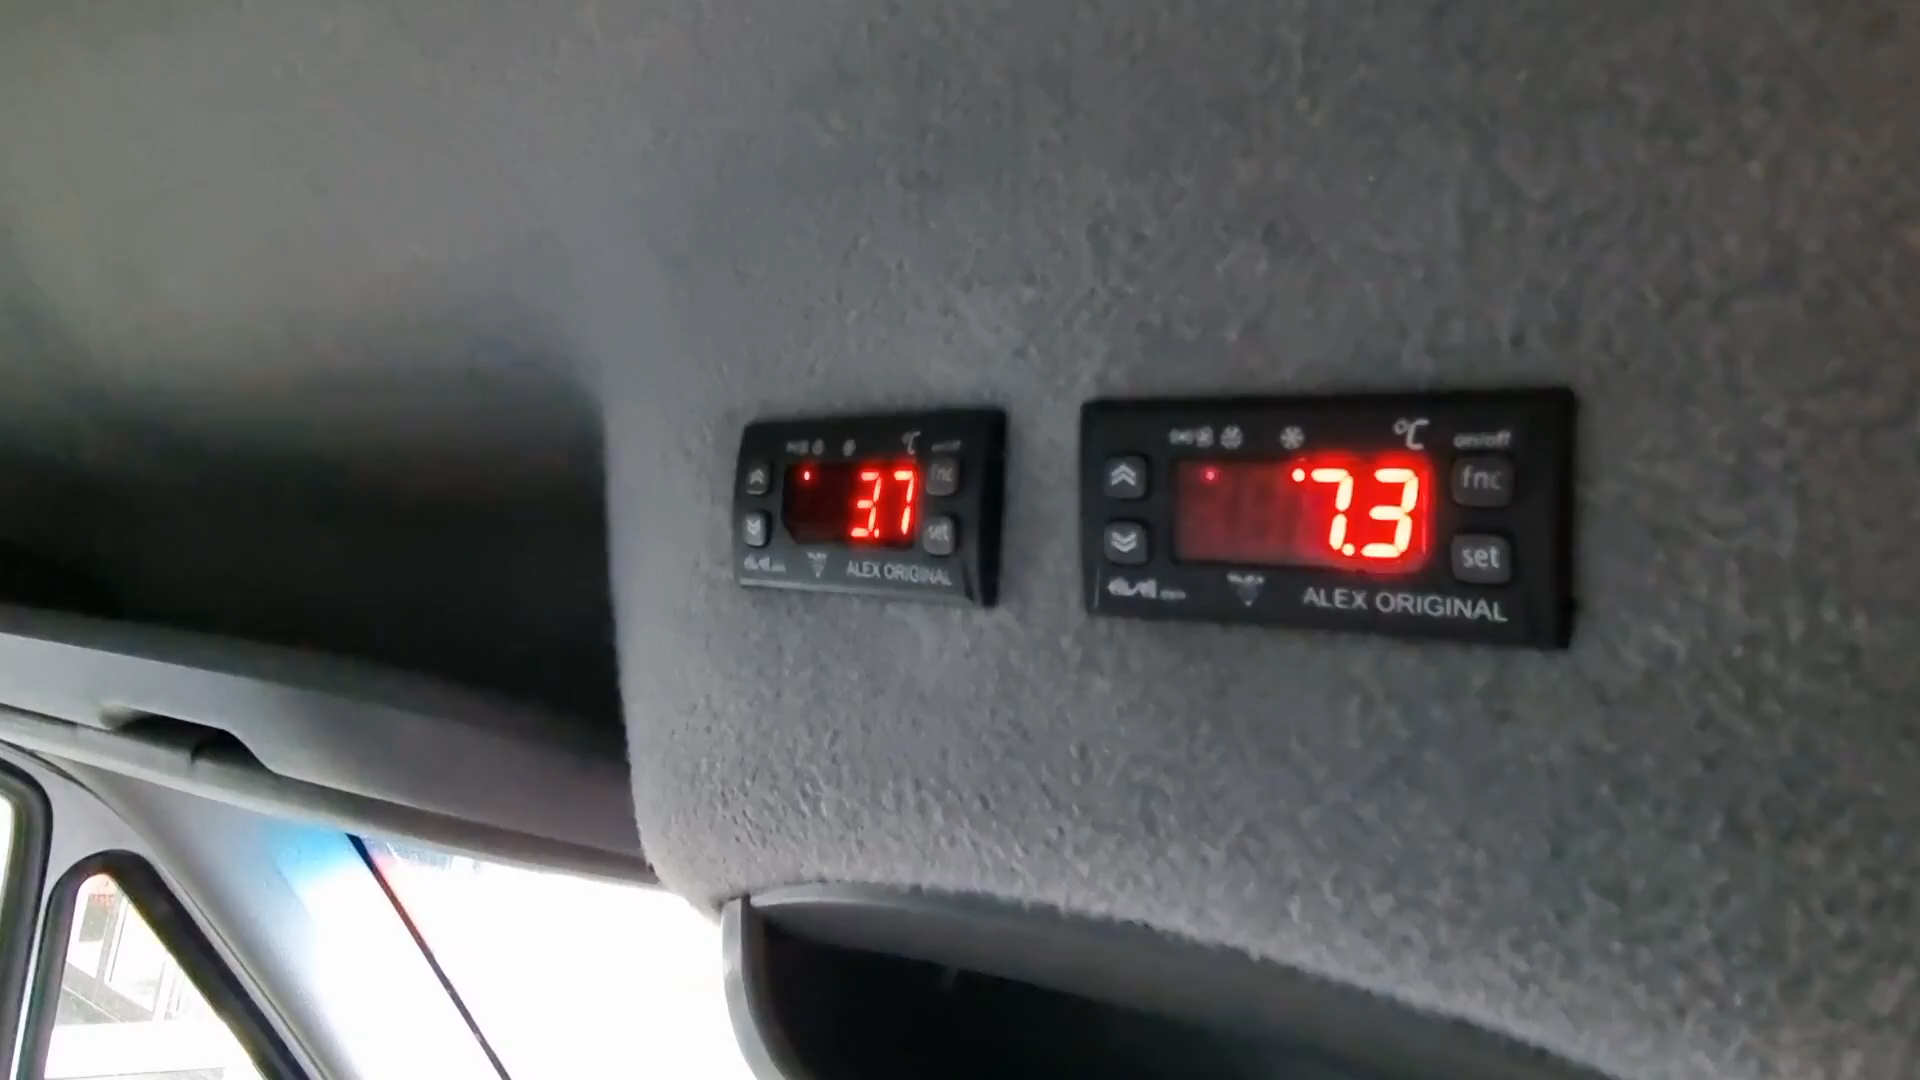 °C
3.7
fnc
set
ALEX ORIGINAL
°C
on/off
7.3
fnc
set
ALEX ORIGINAL